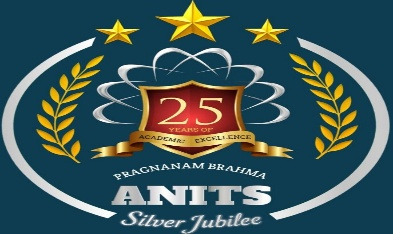 25
YEARS OF
ACADEMIC EXCELLENCE
PRAGNANAM BRAHMA
ANITS
Silver Jubilee